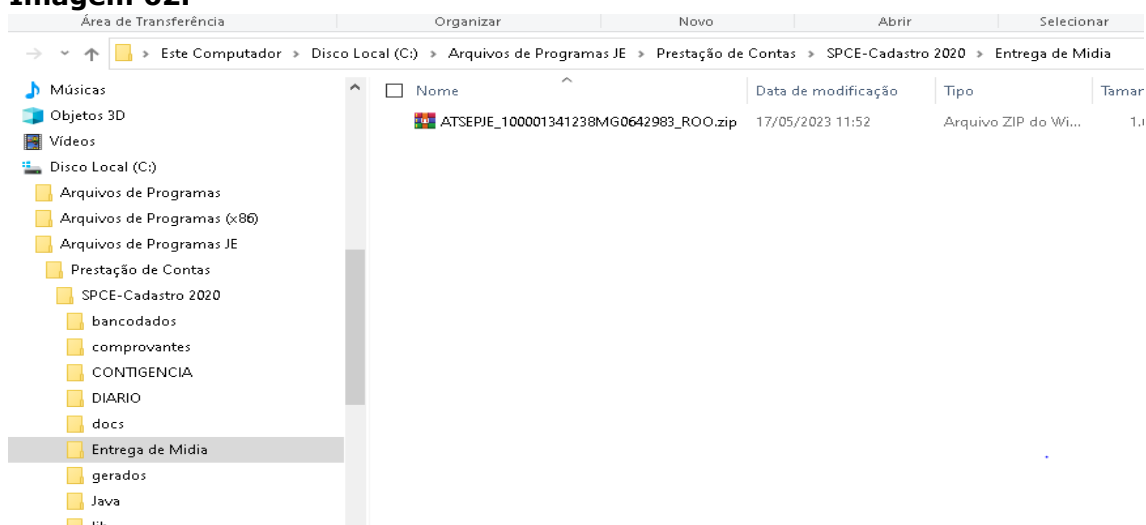 Imagem 02:
Área de Transferência Organizar Novo Abrir Selecionar
Este Computador > Disco Local (C:) > Arquivos de Programas JE > Prestação de Contas > SPCE-Cadastro 2020 > Entrega de Midia
Nome Data de modificação Tipo
ATSEPJE_100001341238MG0642983_ROO.zip 17/05/2023 11:52 Arquivo ZIP do Wi...
Músicas
Objetos 3D
Vídeos
Disco Local (C:)
Arquivos de Programas
Arquivos de Programas (x86)
Arquivos de Programas JE
Prestação de Contas
SPCE-Cadastro 2020
bancodados
comprovantes
CONTIGENCIA
DIARIO
docs
Entrega de Midia
gerados
Java